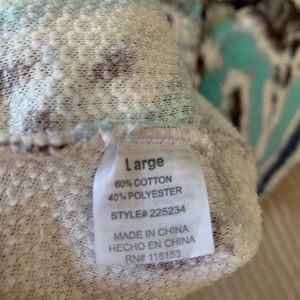 Large
60% COTTON
40% POLYESTER
STYLE# 225234
MADE IN CHINA
HECHO EN CHINA
RN# 116153